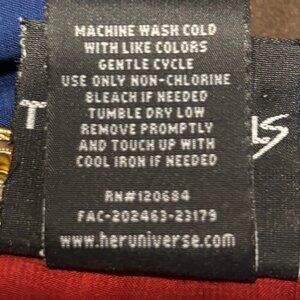 MACHINE WASH COLD
WITH LIKE COLORS
GENTLE CYCLE
USE ONLY NON-CHLORINE
BLEACH IF NEEDED
TUMBLE DRY LOW
REMOVE PROMPTLY
AND TOUCH UP WITH
COOL IRON IF NEEDED
RN#120684
FAC-202463-23179
www.heruniverse.com